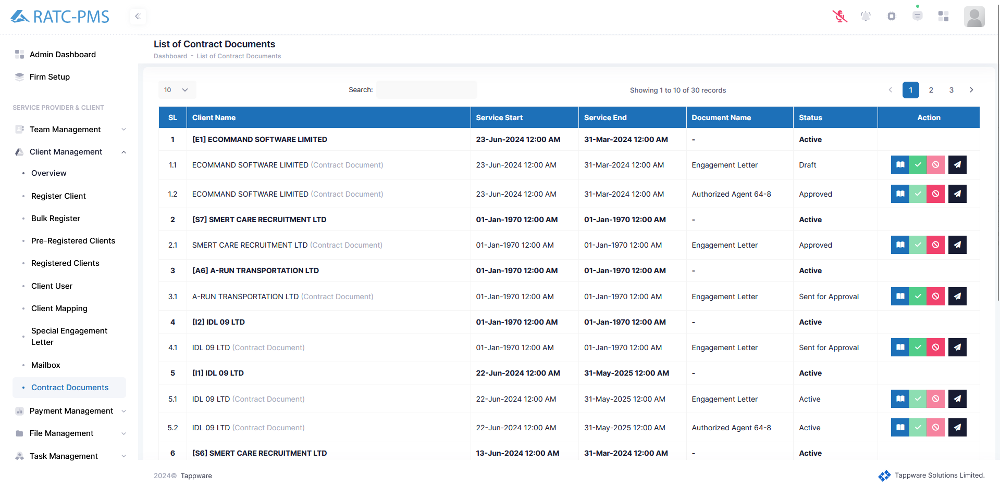 RATC-PMS
Admin Dashboard
Firm Setup
SERVICE PROVIDER & CLIENT
Team Management
Client Management
Overview
Register Client
Bulk Register
Pre-Registered Clients
Registered Clients
Client User
Client Mapping
Special Engagement
Letter
Mailbox
Contract Documents
Payment Management
File Management
Task Management
List of Contract Documents
Dashboard - List of Contract Documents
10 Search: Showing 1 to 10 of 30 records 1 2 3
SL Client Name Service Start Service End Document Name Status Action
1 [E1] ECOMMAND SOFTWARE LIMITED 23-Jun-2024 12:00 AM 31-Mar-2024 12:00 AM - Active
1.1 ECOMMAND SOFTWARE LIMITED (Contract Document) 23-Jun-2024 12:00 AM 31-Mar-2024 12:00 AM Engagement Letter Draft
1.2 ECOMMAND SOFTWARE LIMITED (Contract Document) 23-Jun-2024 12:00 AM 31-Mar-2024 12:00 AM Authorized Agent 64-8 Approved
2 [S7] SMERT CARE RECRUITMENT LTD 01-Jan-1970 12:00 AM 01-Jan-1970 12:00 AM - Active
2.1 SMERT CARE RECRUITMENT LTD (Contract Document) 01-Jan-1970 12:00 AM 01-Jan-1970 12:00 AM Engagement Letter Approved
3 [A6] A-RUN TRANSPORTATION LTD 01-Jan-1970 12:00 AM 01-Jan-1970 12:00 AM - Active
3.1 A-RUN TRANSPORTATION LTD (Contract Document) 01-Jan-1970 12:00 AM 01-Jan-1970 12:00 AM Engagement Letter Sent for Approval
4 [I2] IDL 09 LTD 01-Jan-1970 12:00 AM 01-Jan-1970 12:00 AM - Active
4.1 IDL 09 LTD (Contract Document) 01-Jan-1970 12:00 AM 01-Jan-1970 12:00 AM Engagement Letter Sent for Approval
5 [I1] IDL 09 LTD 22-Jun-2024 12:00 AM 31-May-2025 12:00 AM - Active
5.1 IDL 09 LTD (Contract Document) 22-Jun-2024 12:00 AM 31-May-2025 12:00 AM Engagement Letter Active
5.2 IDL 09 LTD (Contract Document) 22-Jun-2024 12:00 AM 31-May-2025 12:00 AM Authorized Agent 64-8 Active
6 [S6] SMERT CARE RECRUITMENT LTD 13-Jun-2024 12:00 AM 31-Mar-2024 12:00 AM - Active
2024© Tappware
Tappware Solutions Limited.